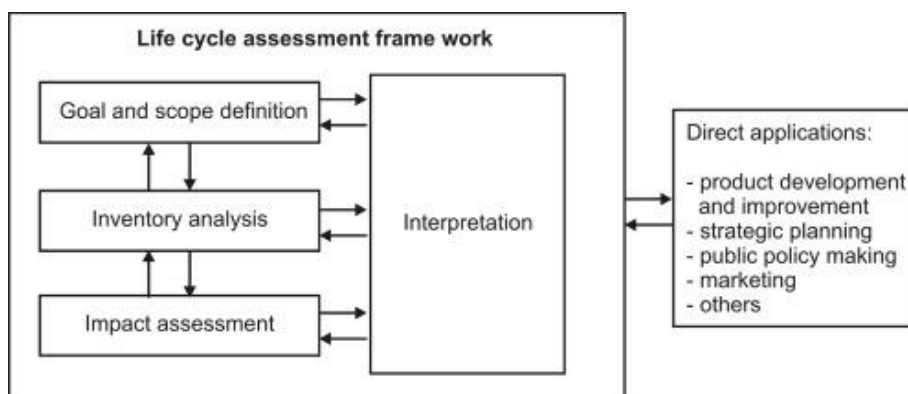 Life cycle assessment frame work
Goal and scope definition
Inventory analysis
Impact assessment
Interpretation
Direct applications:
- product development
and improvement
- strategic planning
- public policy making
- marketing
- others